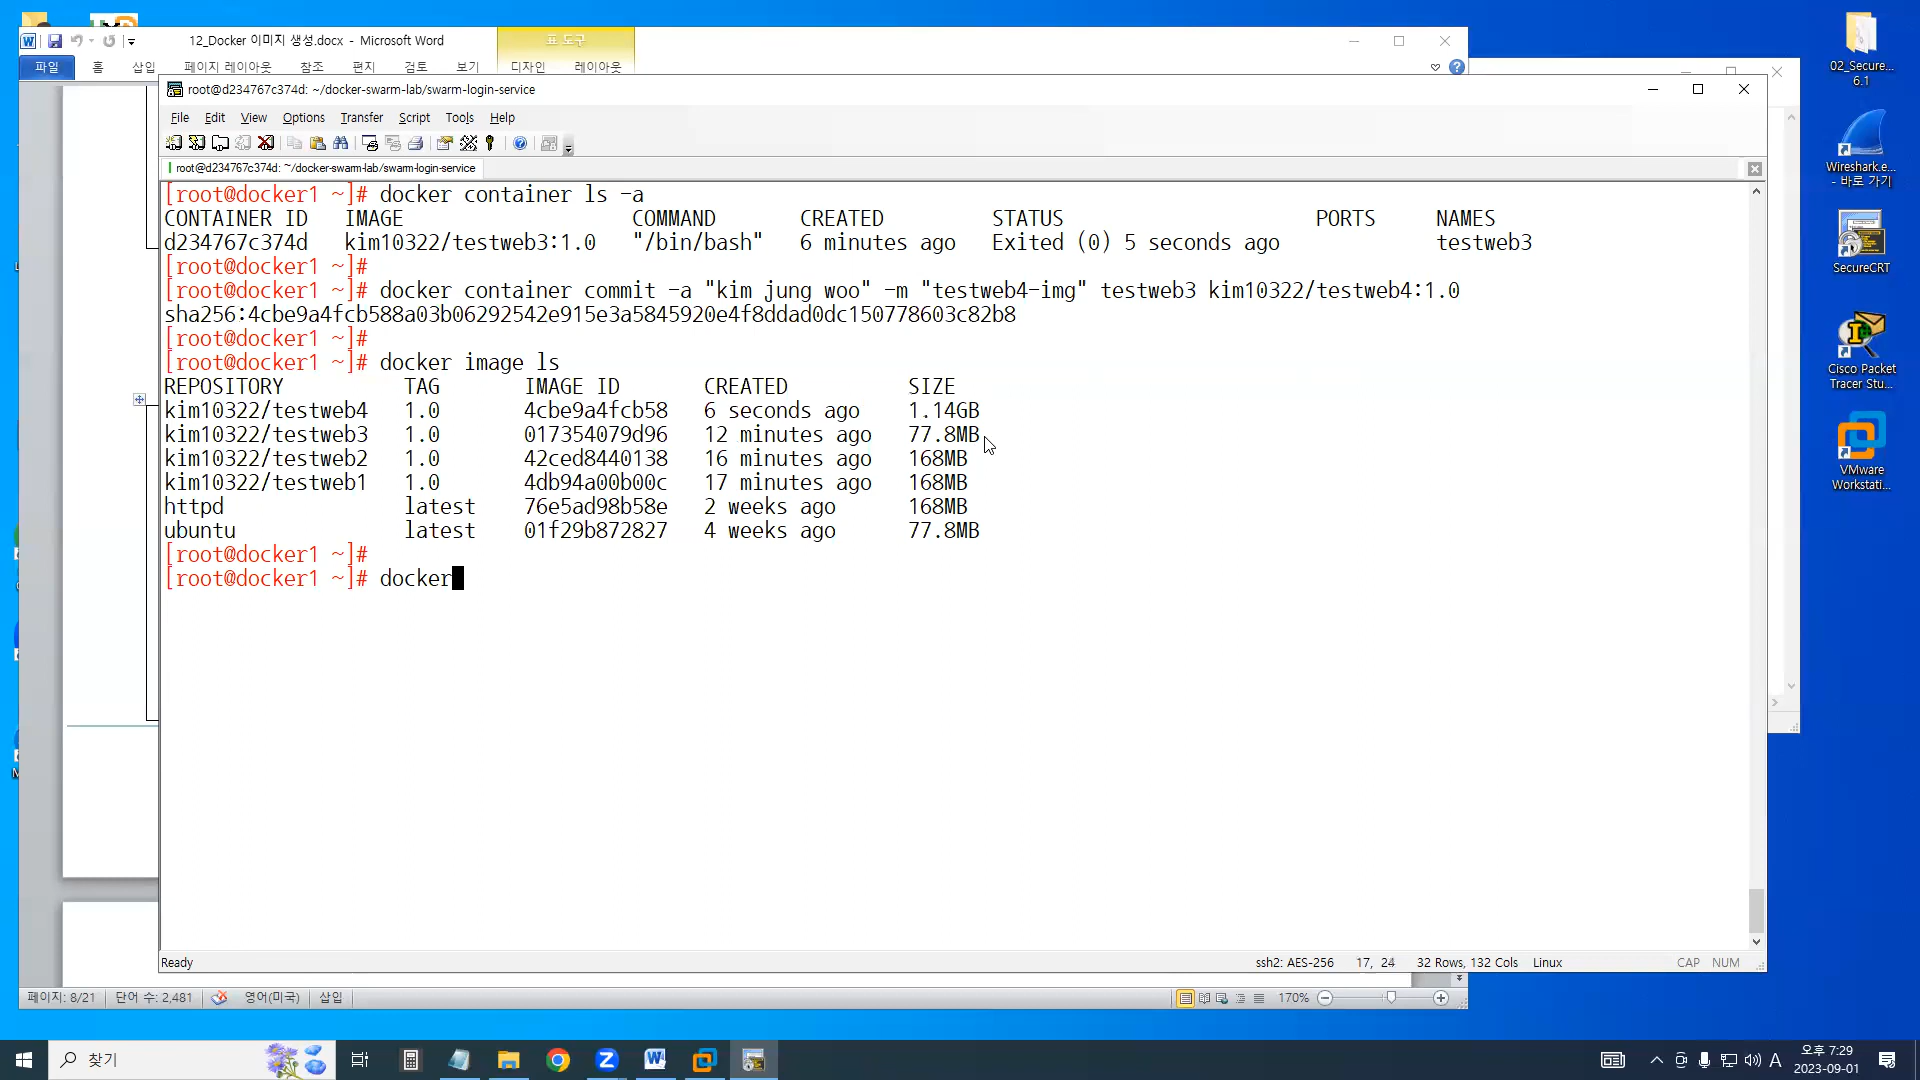 12_Docker 이미지 생성.docx - Microsoft Word
표 도구
파일 홈 삽입 페이지 레이아웃 참조 편지 검토 보기 디자인 레이아웃
root@d234767c374d: ~/docker-swarm-lab/swarm-login-service
File Edit View Options Transfer Script Tools Help
root@d234767c374d: ~/docker-swarm-lab/swarm-login-service
[root@docker1 ~]# docker container ls -a
CONTAINER ID IMAGE COMMAND CREATED STATUS PORTS NAMES
d234767c374d kim10322/testweb3:1.0 "/bin/bash" 6 minutes ago Exited (0) 5 seconds ago testweb3
[root@docker1 ~]#
[root@docker1 ~]# docker container commit -a "kim jung woo" -m "testweb4-img" testweb3 kim10322/testweb4:1.0
sha256:4cbe9a4fcb588a03b06292542e915e3a5845920e4f8ddad0dc150778603c82b8
[root@docker1 ~]#
[root@docker1 ~]# docker image ls
REPOSITORY TAG IMAGE ID CREATED SIZE
kim10322/testweb4 1.0 4cbe9a4fcb58 6 seconds ago 1.14GB
kim10322/testweb3 1.0 017354079d96 12 minutes ago 77.8MB
kim10322/testweb2 1.0 42ced8440138 16 minutes ago 168MB
kim10322/testweb1 1.0 4db94a00b00c 17 minutes ago 168MB
httpd latest 76e5ad98b58e 2 weeks ago 168MB
ubuntu latest 01f29b872827 4 weeks ago 77.8MB
[root@docker1 ~]#
[root@docker1 ~]# docker
Ready ssh2: AES-256 17, 24 32 Rows, 132 Cols Linux CAP NUM
페이지: 8/21 단어 수: 2,481 영어(미국) 삽입 170%
02_Secure...
6.1
Wireshark.e...
- 바로 가기
SecureCRT
Cisco Packet
Tracer Stu...
VMware
Workstati...
찾기
A
오후 7:29
2023-09-01